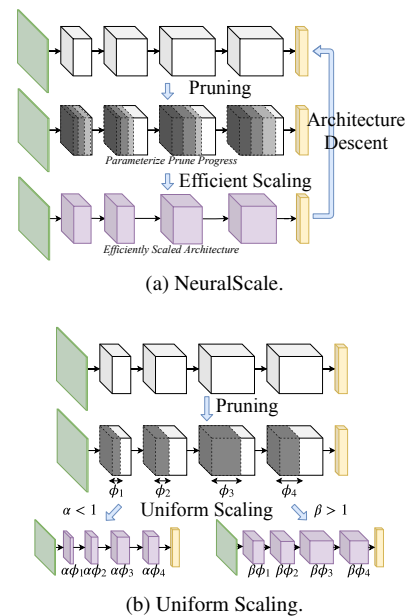 Pruning
Parameterize Prune Progress
Architecture
Descent
Efficient Scaling
Efficiently Scaled Architecture
(a) NeuralScale.
Pruning
ϕ1 ϕ2 ϕ3 ϕ4
α < 1 Uniform Scaling β > 1
αϕ1 αϕ2 αϕ3 αϕ4 βϕ1 βϕ2 βϕ3 βϕ4
(b) Uniform Scaling.